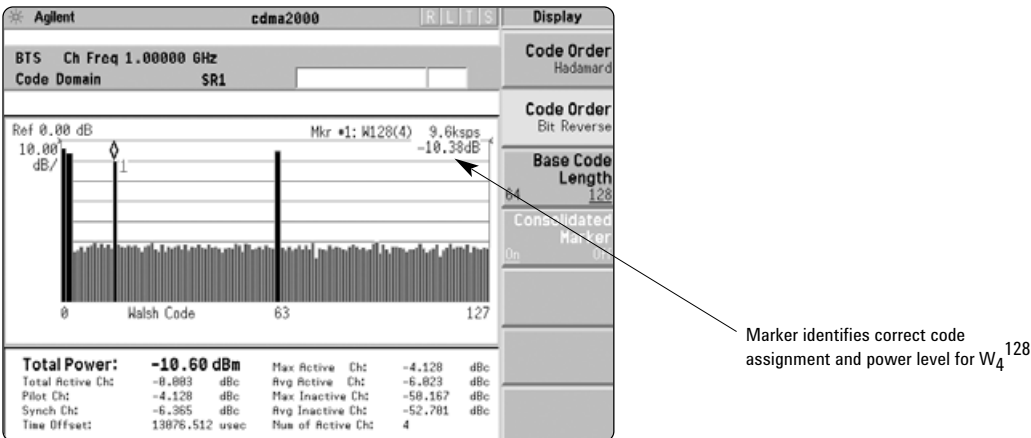 Agilent cdma2000 R L T S Display
BTS Ch Freq 1.00000 GHz
Code Domain SR1
Code Order
Hadamard
Code Order
Bit Reverse
Base Code
Length
64 128
Consolidated
Marker
On Off
Ref 0.00 dB Mkr #1: W128(4) 9.6ksps
10.00 -10.38dB
dB/
1
0 Walsh Code 63 127
Marker identifies correct code
assignment and power level for W4^128
Total Power: -10.60 dBm
Total Active Ch: -0.003 dBc
Pilot Ch: -4.128 dBc
Synch Ch: -6.365 dBc
Time Offset: 13076.512 usec
Max Active Ch: -4.128 dBc
Avg Active Ch: -6.023 dBc
Max Inactive Ch: -50.167 dBc
Avg Inactive Ch: -52.701 dBc
Num of Active Ch: 4